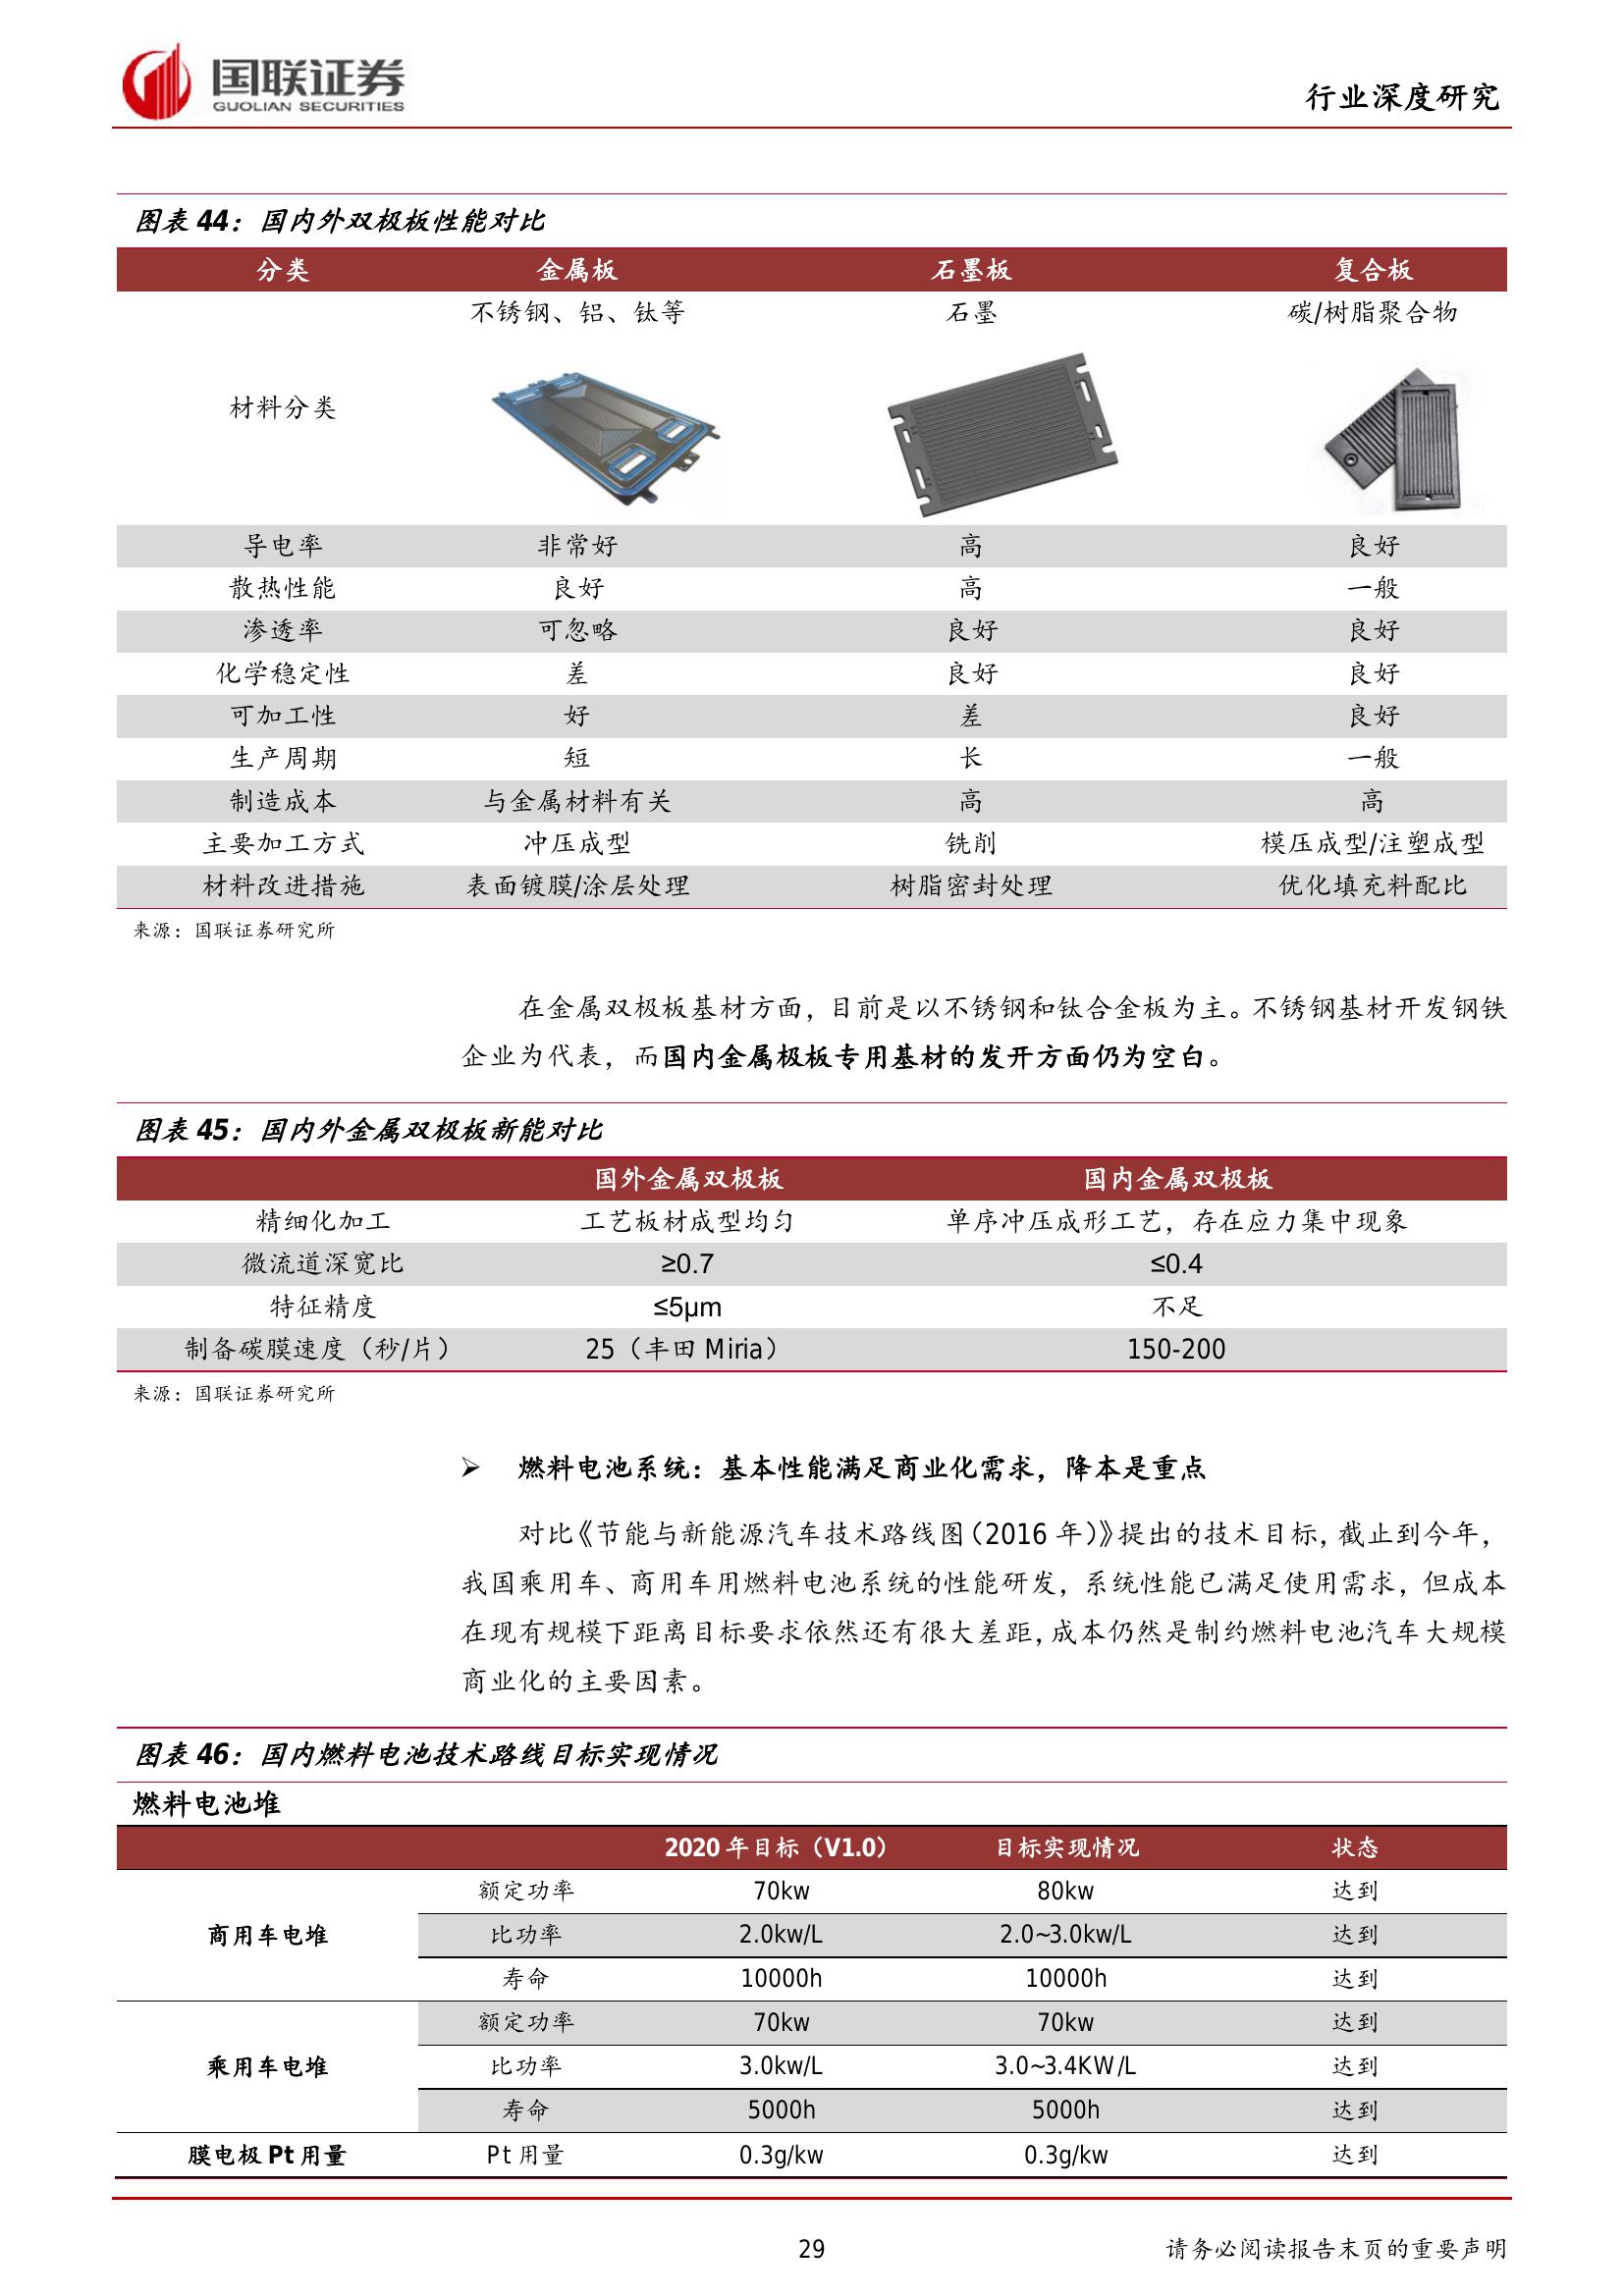 国联证券
GUOLIAN SECURITIES
行业深度研究
图表 44：国内外双极板性能对比
分类 金属板 石墨板 复合板
不锈钢、铝、钛等 石墨 碳/树脂聚合物
材料分类
导电率 非常好 高 良好
散热性能 良好 高 一般
渗透率 可忽略 良好 良好
化学稳定性 差 良好 良好
可加工性 好 差 良好
生产周期 短 长 一般
制造成本 与金属材料有关 高 高
主要加工方式 冲压成型 铣削 模压成型/注塑成型
材料改进措施 表面镀膜/涂层处理 树脂密封处理 优化填充料配比
来源：国联证券研究所
在金属双极板基材方面，目前是以不锈钢和钛合金板为主。不锈钢基材开发钢铁
企业为代表，而国内金属极板专用基材的发开方面仍为空白。
图表 45：国内外金属双极板新能对比
国外金属双极板 国内金属双极板
精细化加工 工艺板材成型均匀 单序冲压成形工艺，存在应力集中现象
微流道深宽比 ≥0.7 ≤0.4
特征精度 ≤5μm 不足
制备碳膜速度（秒/片） 25（丰田 Miria） 150-200
来源：国联证券研究所
➢ 燃料电池系统：基本性能满足商业化需求，降本是重点
对比《节能与新能源汽车技术路线图（2016 年）》提出的技术目标，截止到今年，
我国乘用车、商用车用燃料电池系统的性能研发，系统性能已满足使用需求，但成本
在现有规模下距离目标要求依然还有很大差距，成本仍然是制约燃料电池汽车大规模
商业化的主要因素。
图表 46：国内燃料电池技术路线目标实现情况
燃料电池堆
2020 年目标（V1.0） 目标实现情况 状态
额定功率 70kw 80kw 达到
商用车电堆 比功率 2.0kw/L 2.0~3.0kw/L 达到
寿命 10000h 10000h 达到
额定功率 70kw 70kw 达到
乘用车电堆 比功率 3.0kw/L 3.0~3.4KW/L 达到
寿命 5000h 5000h 达到
膜电极 Pt 用量 Pt 用量 0.3g/kw 0.3g/kw 达到
29 请务必阅读报告末页的重要声明